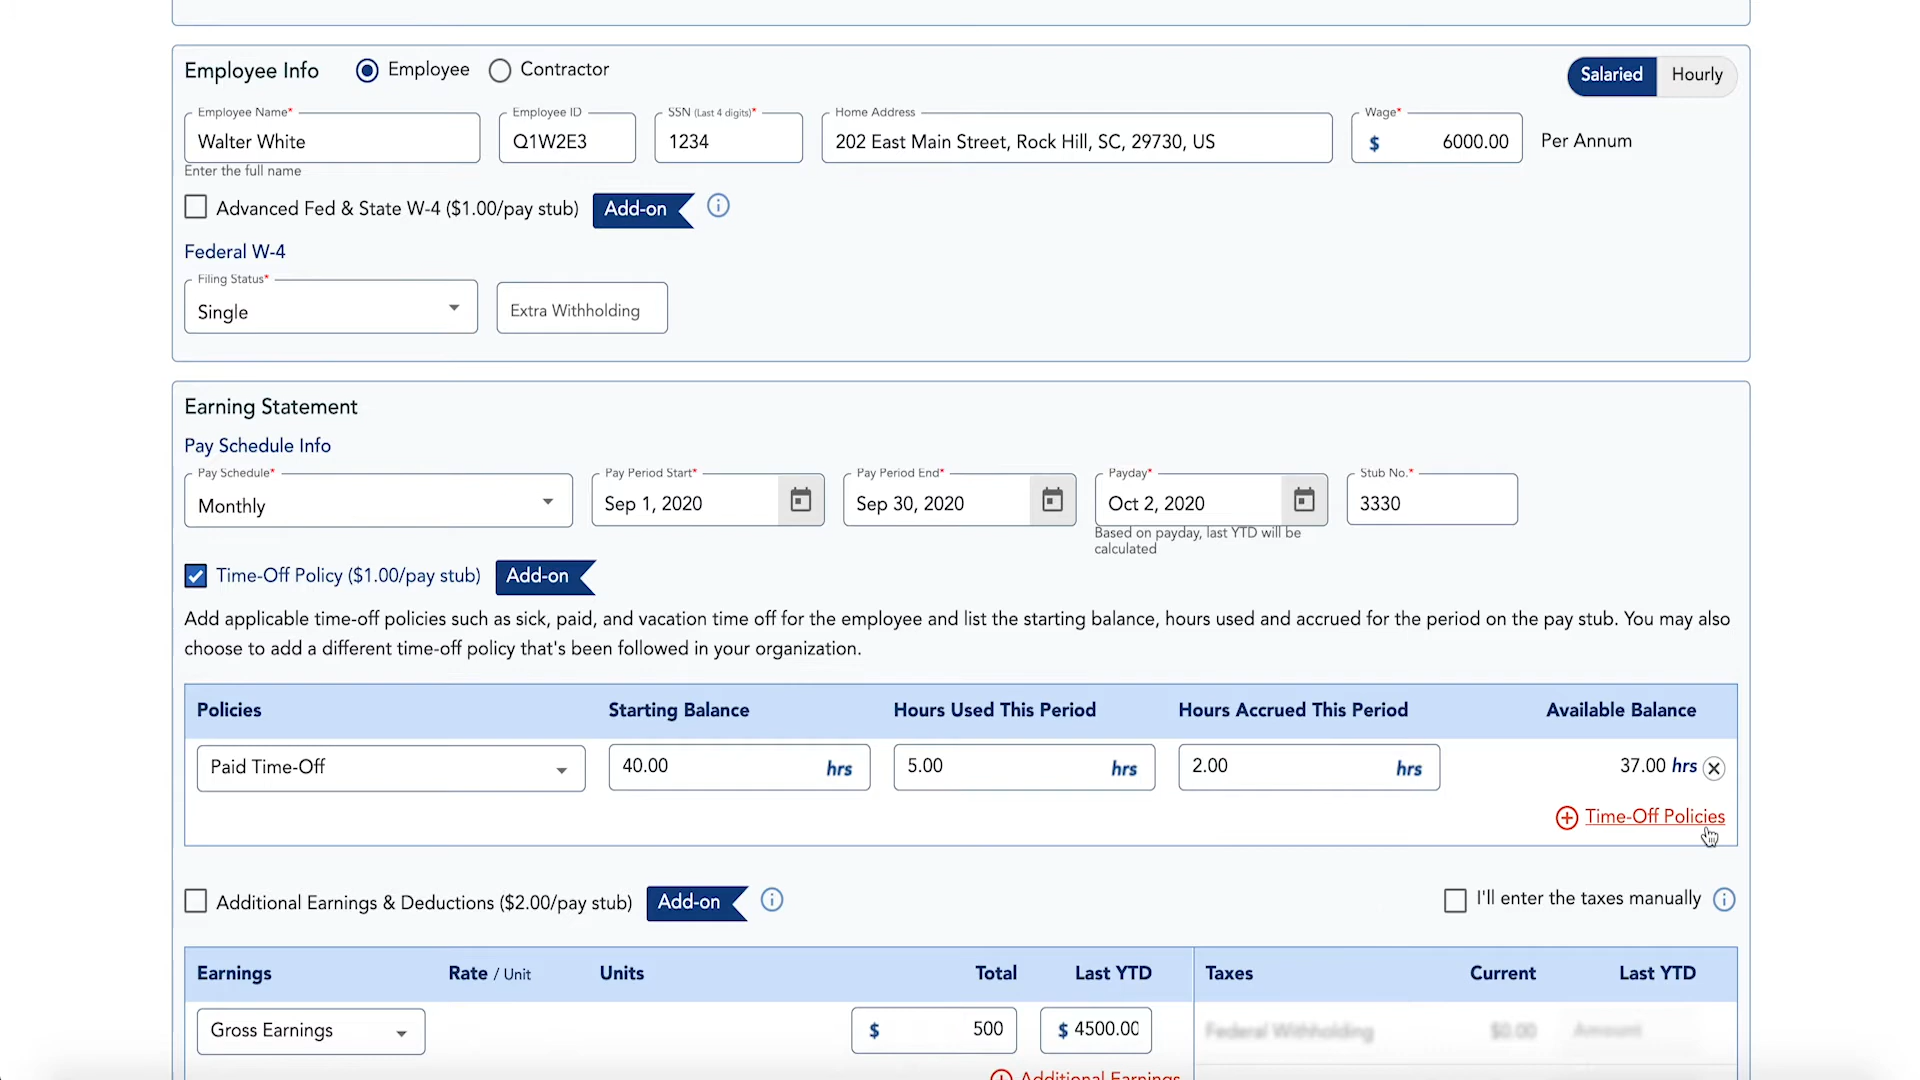 Employee Info Employee Contractor Salaried Hourly
Employee Name* Employee ID SSN (Last 4 digits)* Home Address Wage*
Walter White Q1W2E3 1234 202 East Main Street, Rock Hill, SC, 29730, US $ 6000.00 Per Annum
Enter the full name
Advanced Fed & State W-4 ($1.00/pay stub) Add-on
Federal W-4
Filing Status*
Single Extra Withholding
Earning Statement
Pay Schedule Info
Pay Schedule* Pay Period Start* Pay Period End* Payday* Stub No.*
Monthly Sep 1, 2020 Sep 30, 2020 Oct 2, 2020 3330
Based on payday, last YTD will be
calculated
Time-Off Policy ($1.00/pay stub) Add-on
Add applicable time-off policies such as sick, paid, and vacation time off for the employee and list the starting balance, hours used and accrued for the period on the pay stub. You may also
choose to add a different time-off policy that's been followed in your organization.
Policies Starting Balance Hours Used This Period Hours Accrued This Period Available Balance
Paid Time-Off 40.00 hrs 5.00 hrs 2.00 hrs 37.00 hrs
Time-Off Policies
Additional Earnings & Deductions ($2.00/pay stub) Add-on I'll enter the taxes manually
Earnings Rate / Unit Units Total Last YTD Taxes Current Last YTD
Gross Earnings $ 500 $ 4500.00 Federal Withholding $0.00 Amount
Additional Earnings